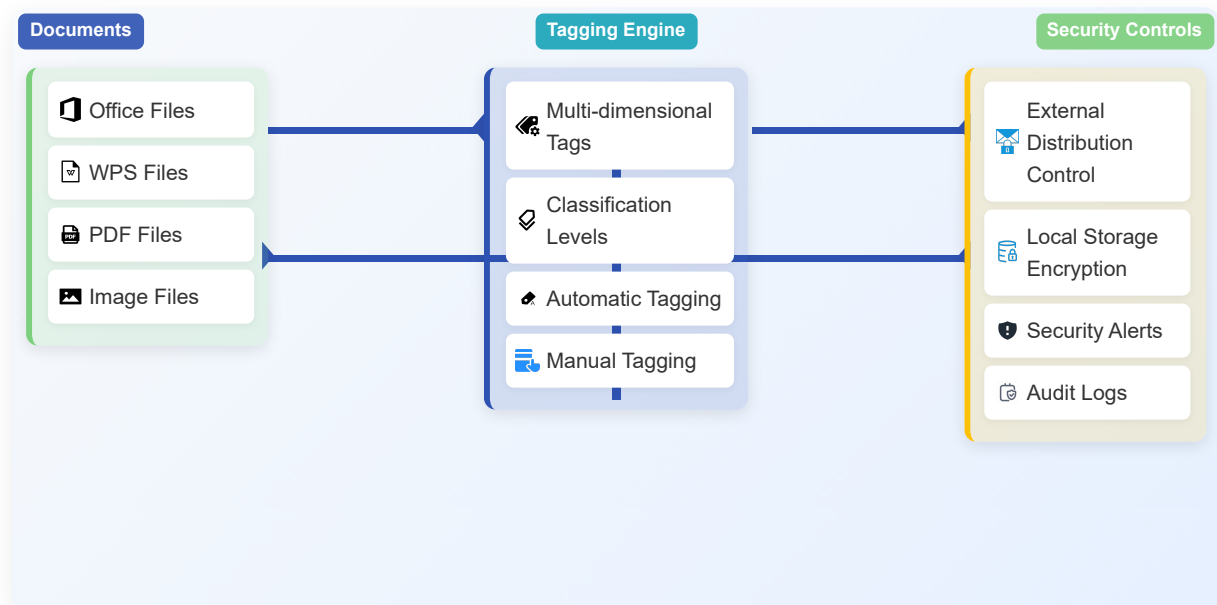 Documents
Office Files
WPS Files
PDF Files
Image Files
Tagging Engine
Multi-dimensional
Tags
Classification
Levels
Automatic Tagging
Manual Tagging
Security Controls
External
Distribution
Control
Local Storage
Encryption
Security Alerts
Audit Logs